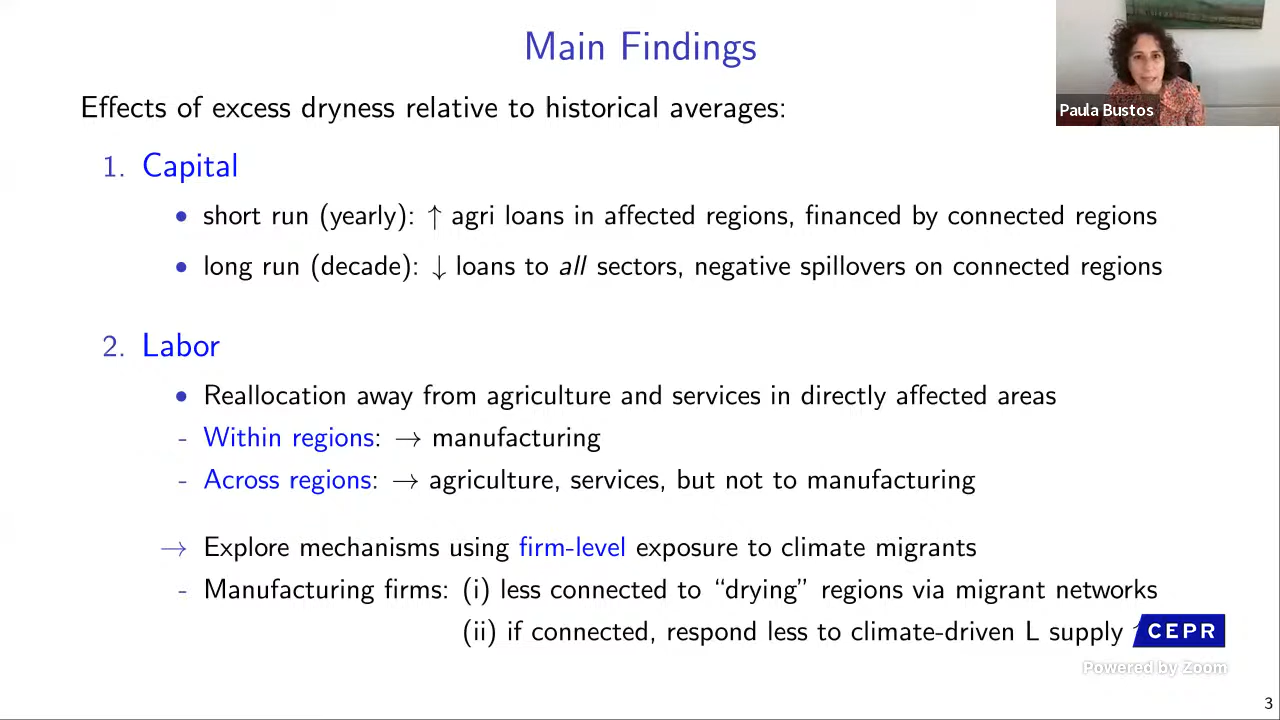 Main Findings
Paula Bustos
Effects of excess dryness relative to historical averages:
1. Capital
• short run (yearly): ↑ agri loans in affected regions, financed by connected regions
• long run (decade): ↓ loans to all sectors, negative spillovers on connected regions
2. Labor
• Reallocation away from agriculture and services in directly affected areas
- Within regions: → manufacturing
- Across regions: → agriculture, services, but not to manufacturing
→ Explore mechanisms using firm-level exposure to climate migrants
- Manufacturing firms: (i) less connected to “drying” regions via migrant networks
(ii) if connected, respond less to climate-driven L supply
CEPR
Powered by Zoom
3